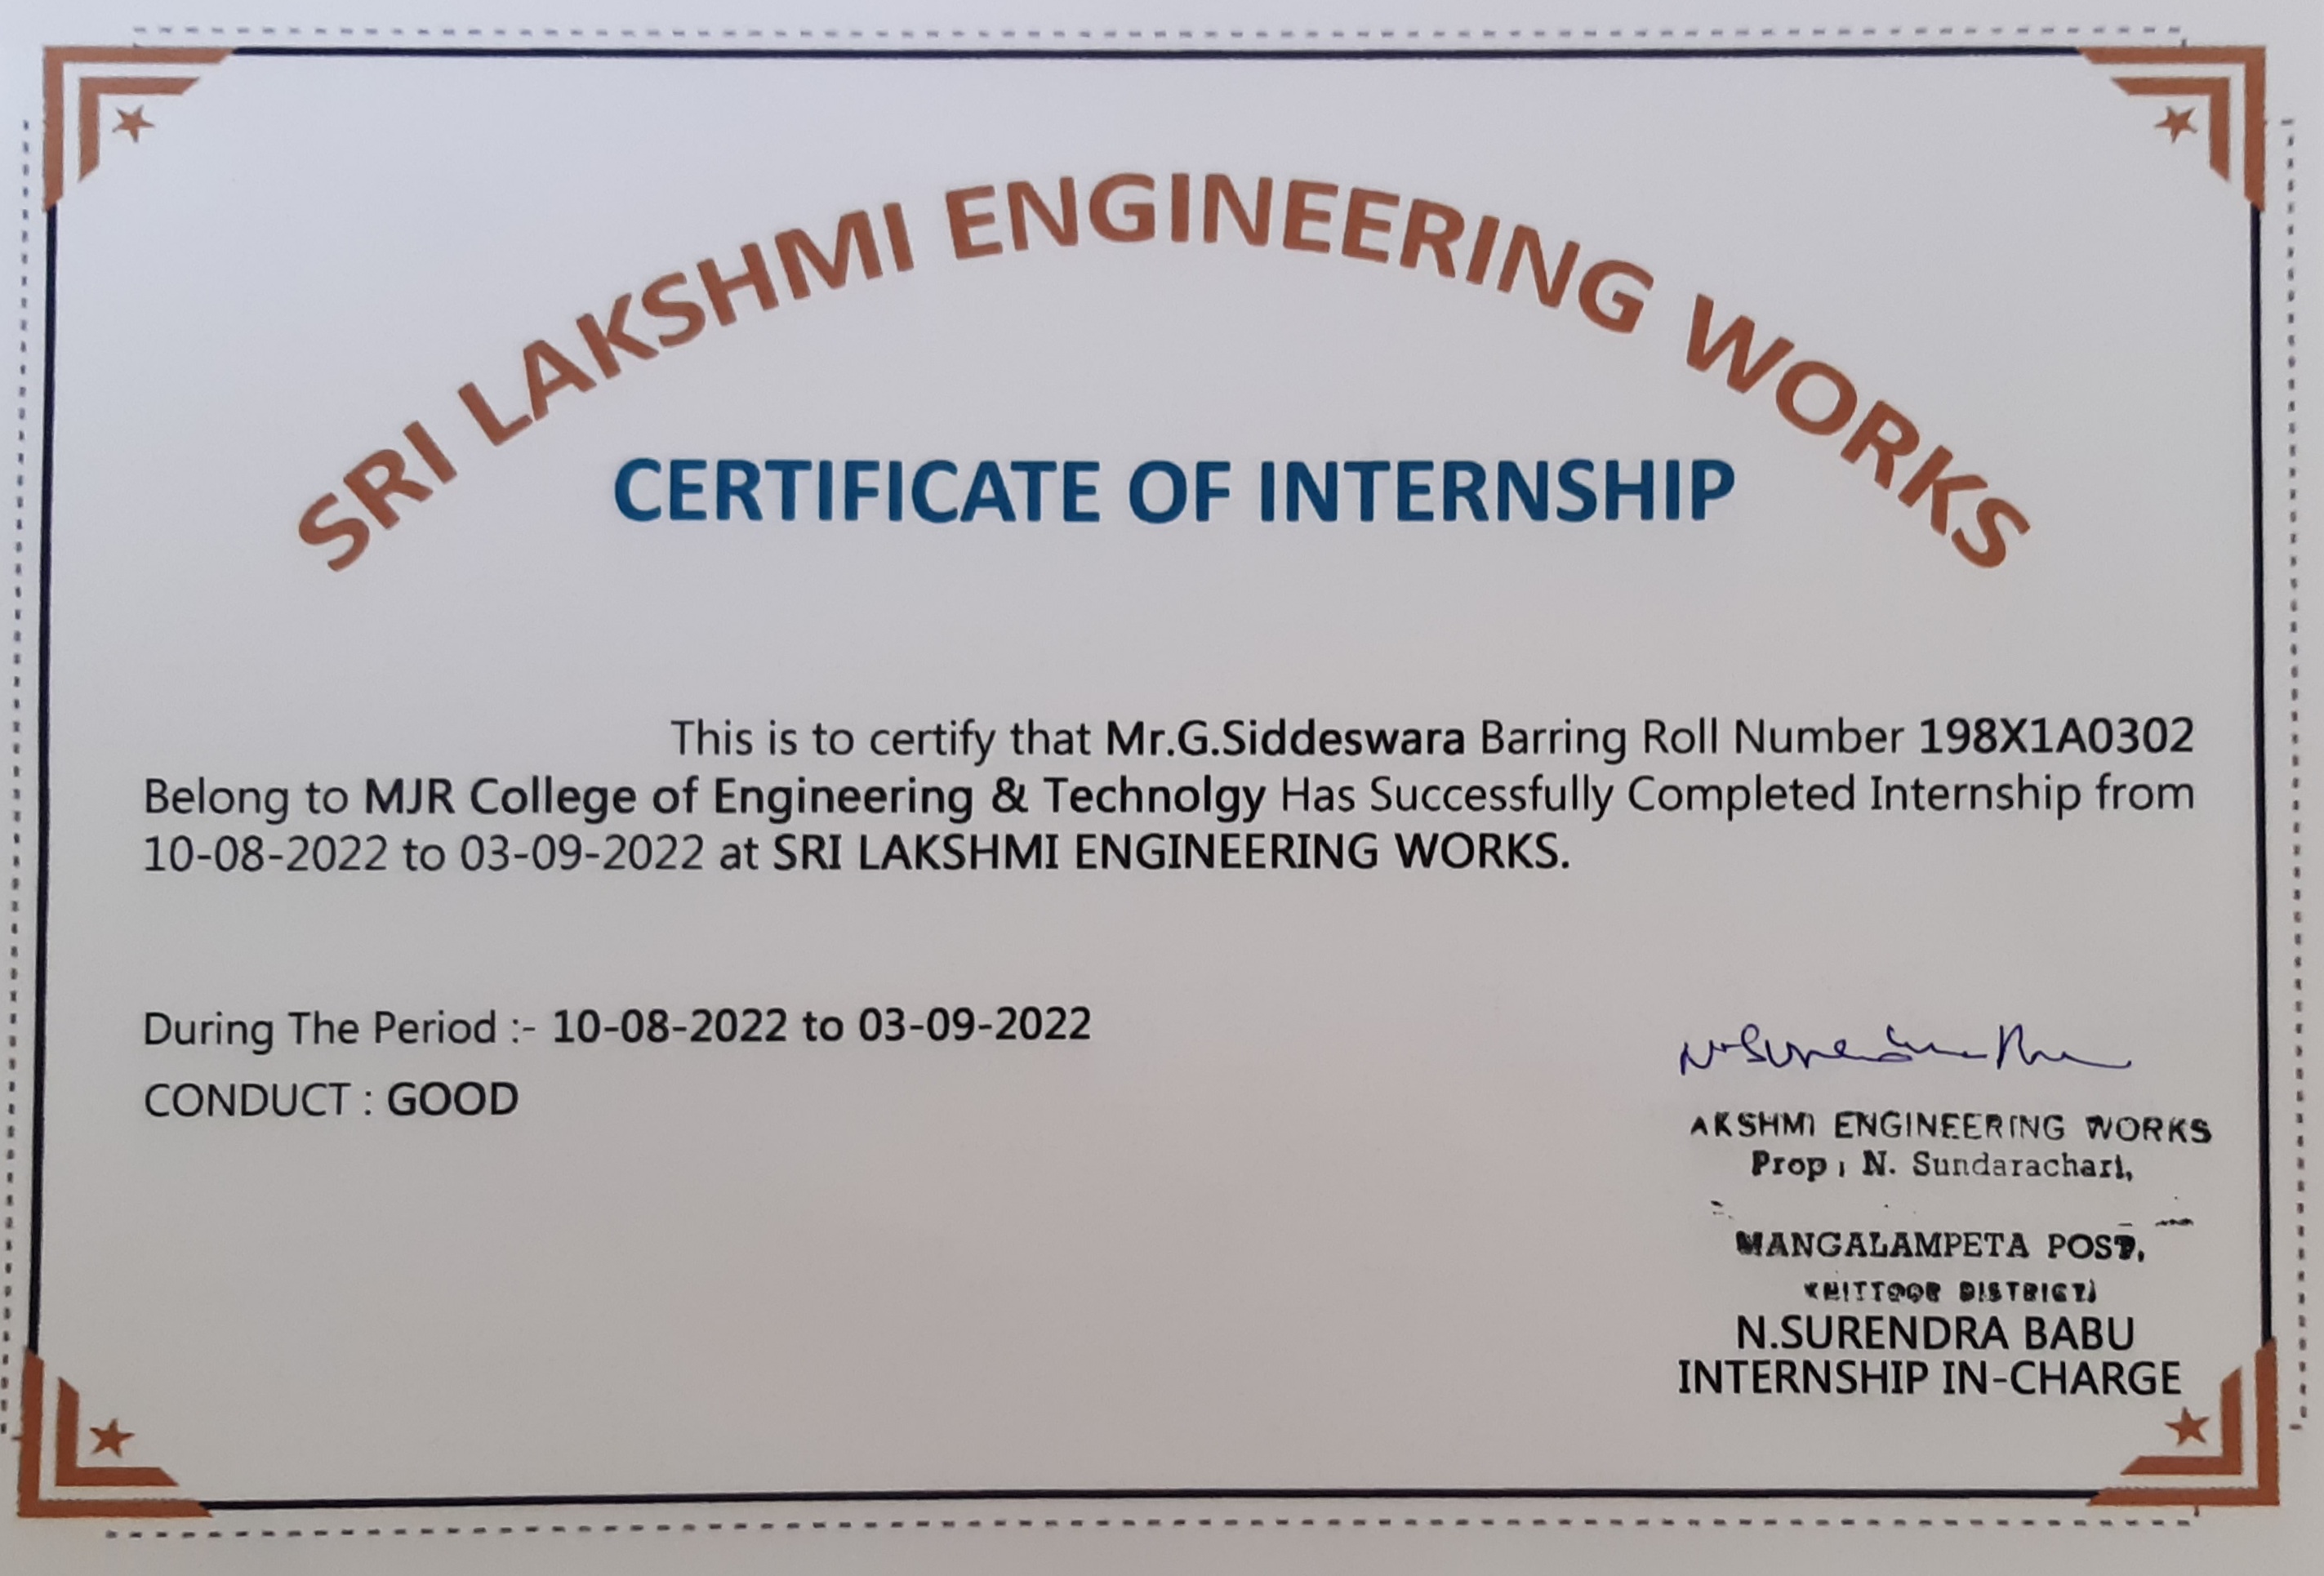 SRI LAKSHMI ENGINEERING WORKS
CERTIFICATE OF INTERNSHIP
This is to certify that Mr.G.Siddeswara Barring Roll Number 198X1A0302
Belong to MJR College of Engineering & Technolgy Has Successfully Completed Internship from
10-08-2022 to 03-09-2022 at SRI LAKSHMI ENGINEERING WORKS.
During The Period :- 10-08-2022 to 03-09-2022
CONDUCT : GOOD
AKSHMI ENGINEERING WORKS
Prop : N. Sundarachari,
MANGALAMPETA POST,
DISTRICT
N.SURENDRA BABU
INTERNSHIP IN-CHARGE